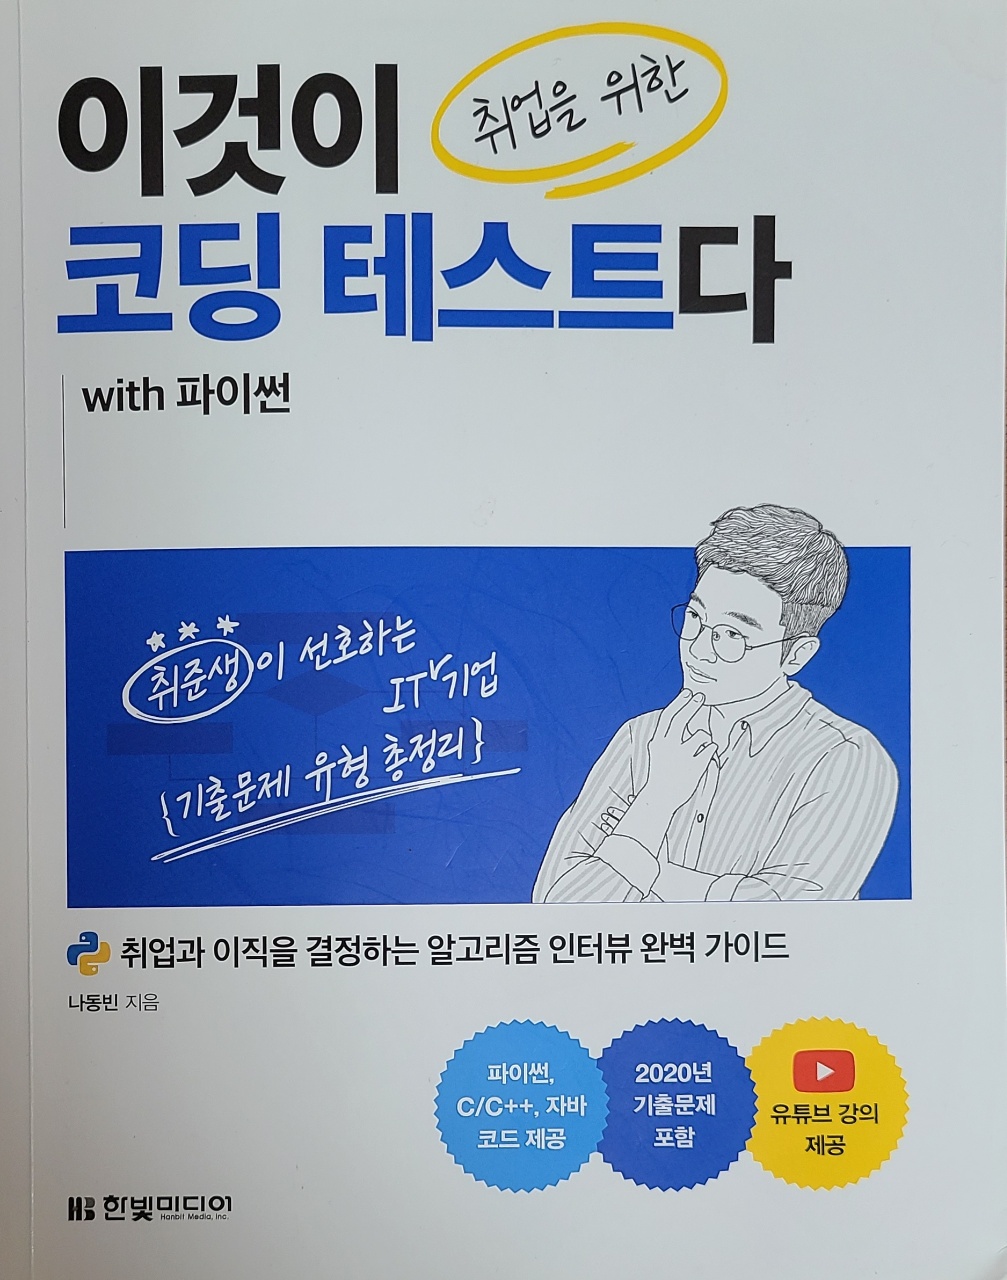 이것이
취업을 위한
코딩 테스트다
with 파이썬
취준생이 선호하는
IT 기업
{기출문제 유형 총정리}
취업과 이직을 결정하는 알고리즘 인터뷰 완벽 가이드
나동빈 지음
파이썬,
C/C++, 자바
코드 제공
2020년
기출문제
포함
유튜브 강의
제공
HB 한빛미디어
Hanbit Media, Inc.